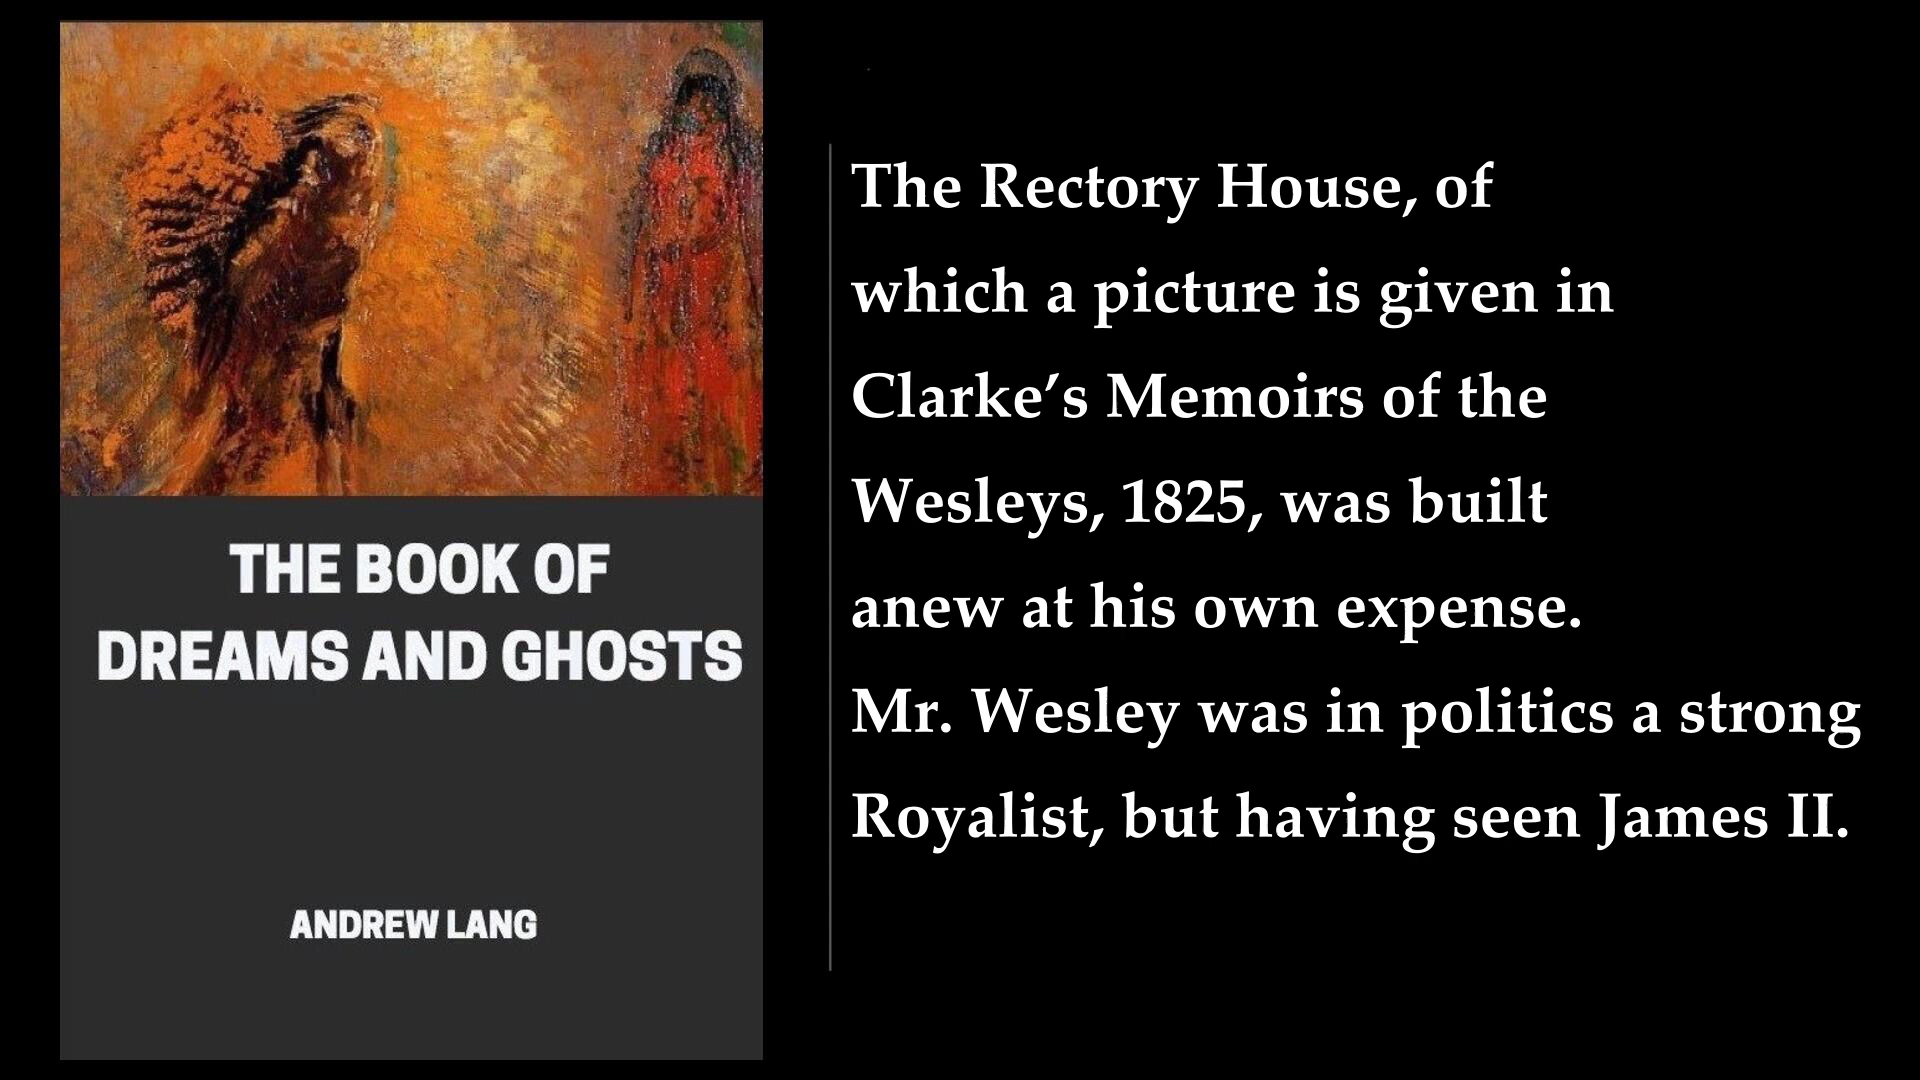 THE BOOK OF
DREAMS AND GHOSTS
ANDREW LANG
The Rectory House, of
which a picture is given in
Clarke’s Memoirs of the
Wesleys, 1825, was built
anew at his own expense.
Mr. Wesley was in politics a strong
Royalist, but having seen James II.